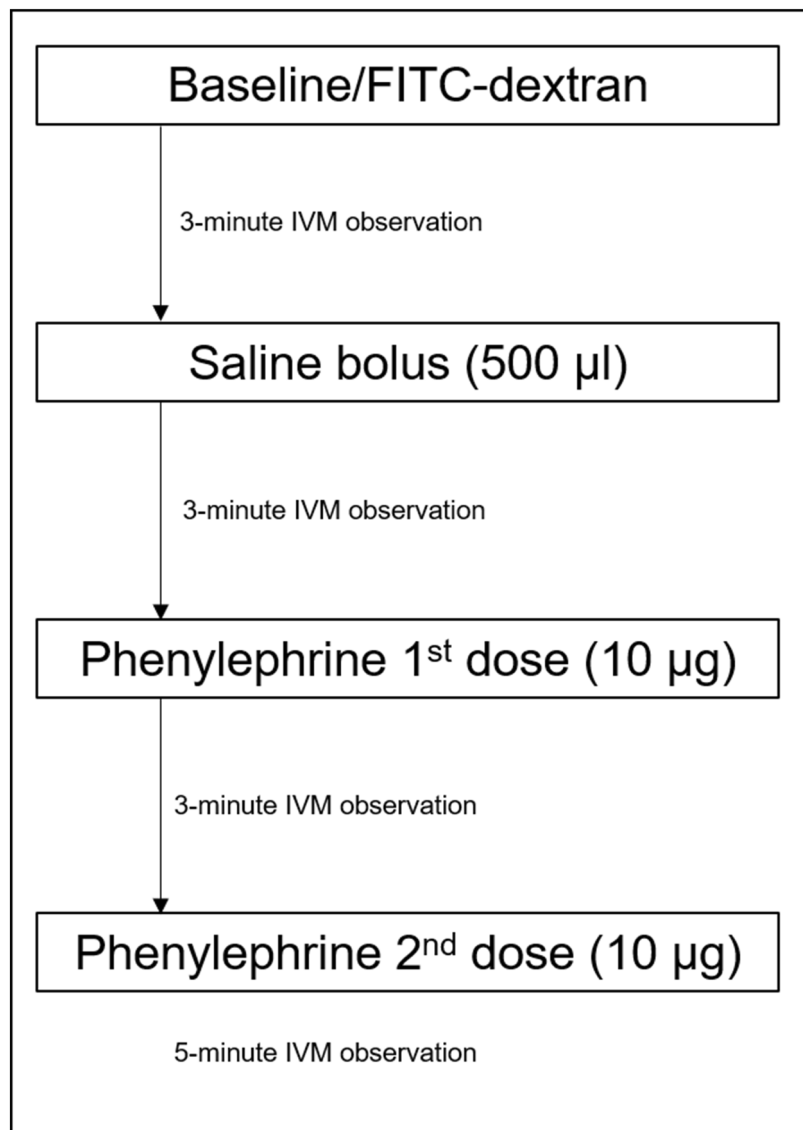 Baseline/FITC-dextran
3-minute IVM observation
Saline bolus (500 µl)
3-minute IVM observation
Phenylephrine 1st dose (10 µg)
3-minute IVM observation
Phenylephrine 2nd dose (10 µg)
5-minute IVM observation